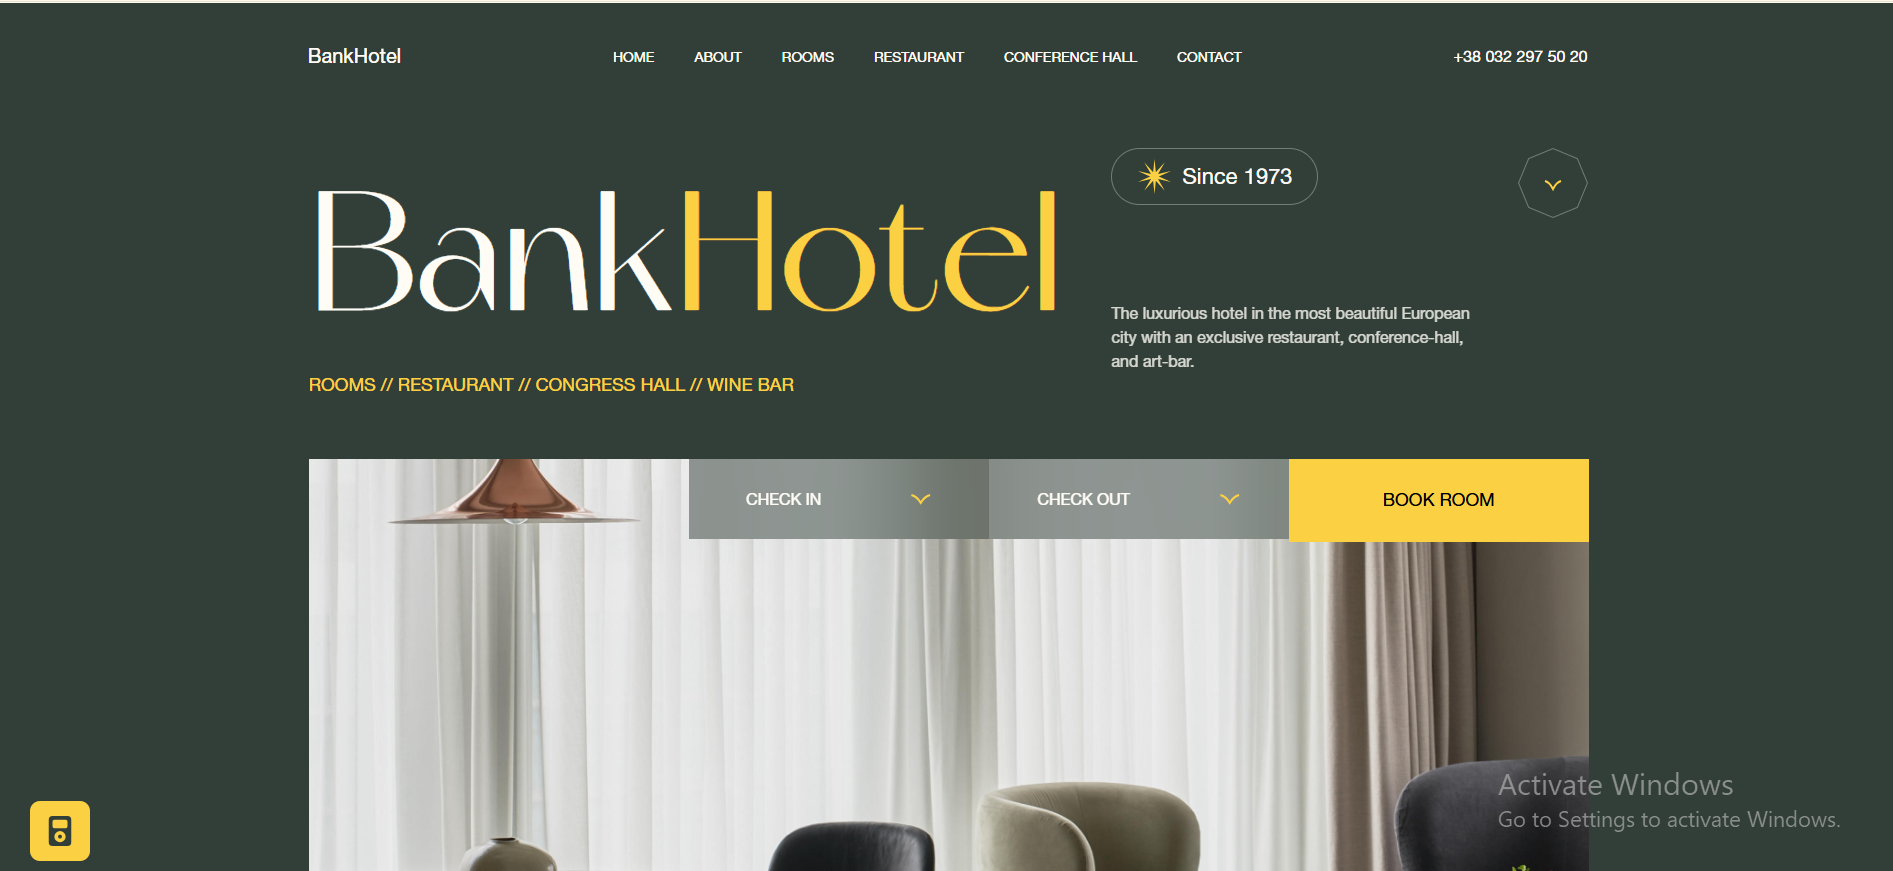 BankHotel
HOME
ABOUT
ROOMS
RESTAURANT
CONFERENCE HALL
CONTACT
+38 032 297 50 20
Since 1973
BankHotel
The luxurious hotel in the most beautiful European
city with an exclusive restaurant, conference-hall,
and art-bar.
ROOMS // RESTAURANT // CONGRESS HALL // WINE BAR
CHECK IN
CHECK OUT
BOOK ROOM
Activate Windows
Go to Settings to activate Windows.